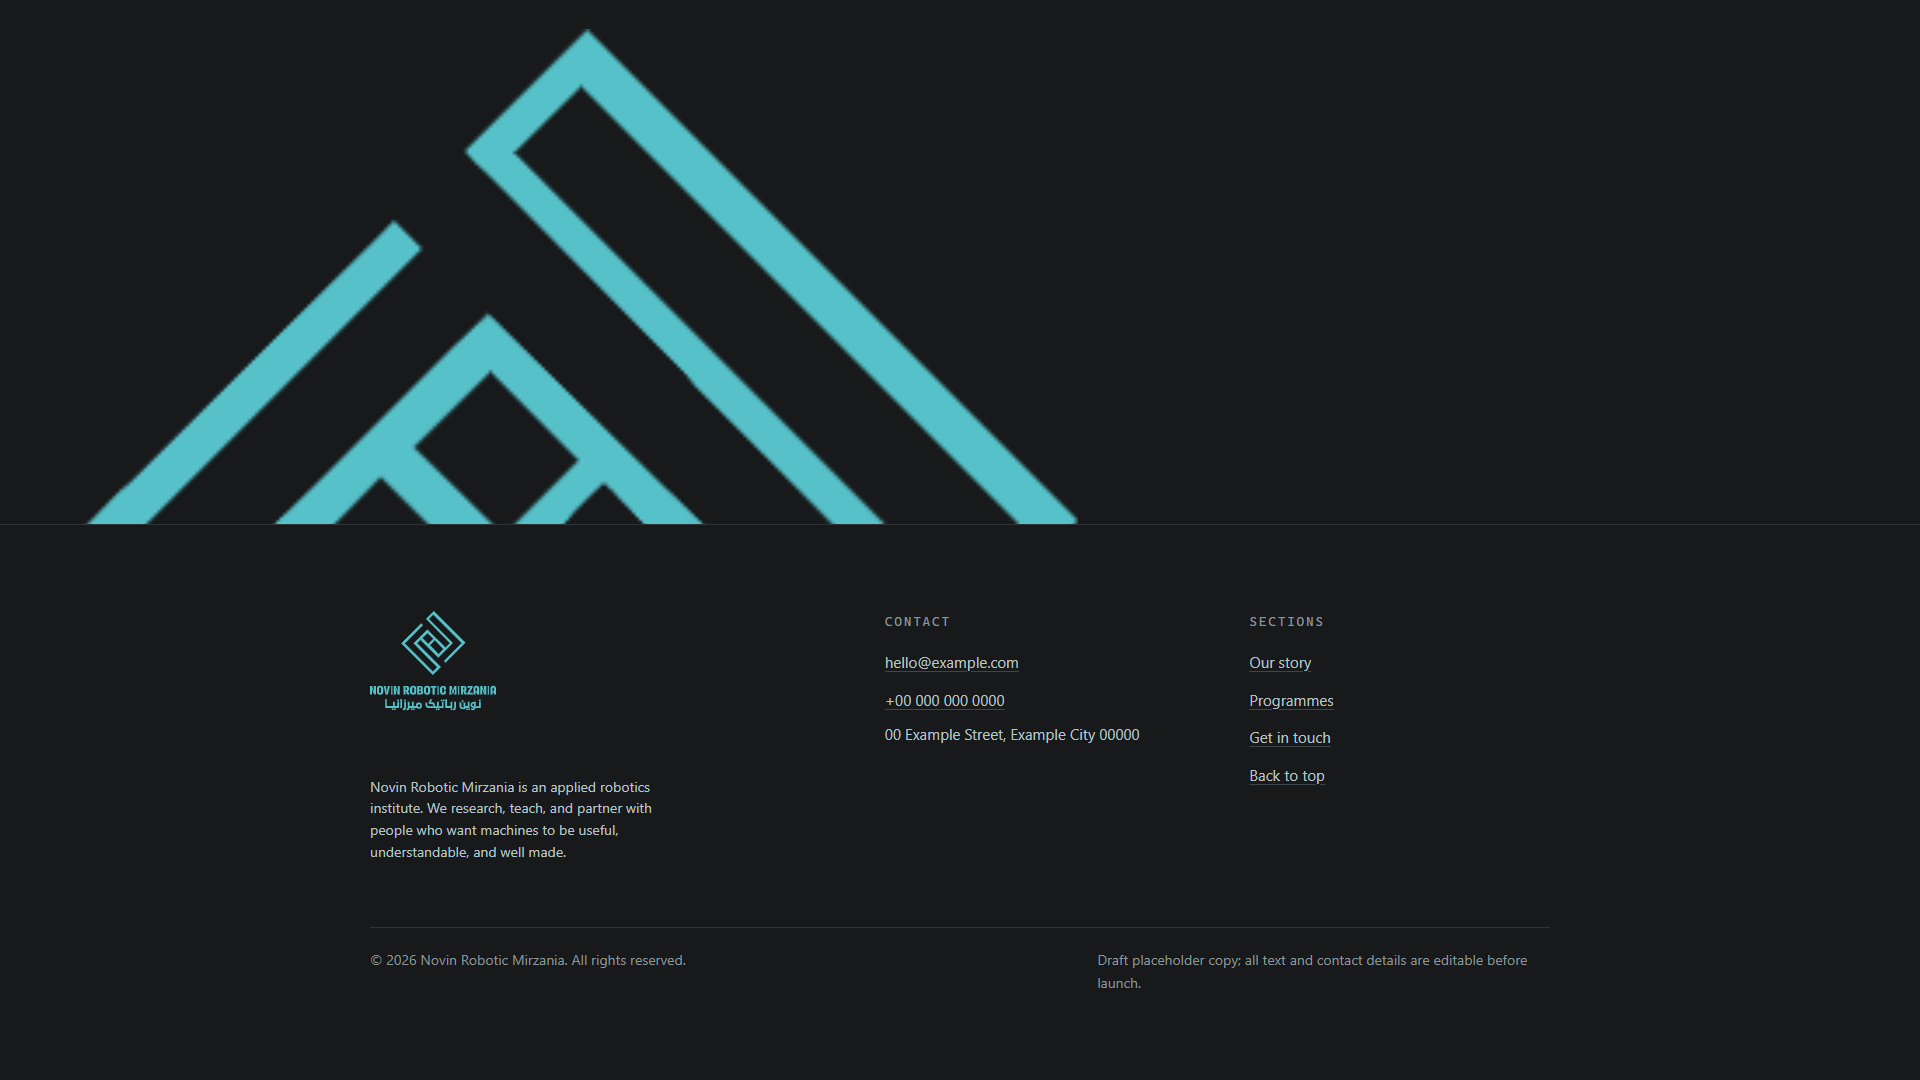 NOVIN ROBOTIC MIRZANIA
نوین رباتیک میرزانیا
Novin Robotic Mirzania is an applied robotics
institute. We research, teach, and partner with
people who want machines to be useful,
understandable, and well made.
CONTACT
hello@example.com
+00 000 000 0000
00 Example Street, Example City 00000
SECTIONS
Our story
Programmes
Get in touch
Back to top
© 2026 Novin Robotic Mirzania. All rights reserved.
Draft placeholder copy; all text and contact details are editable before
launch.